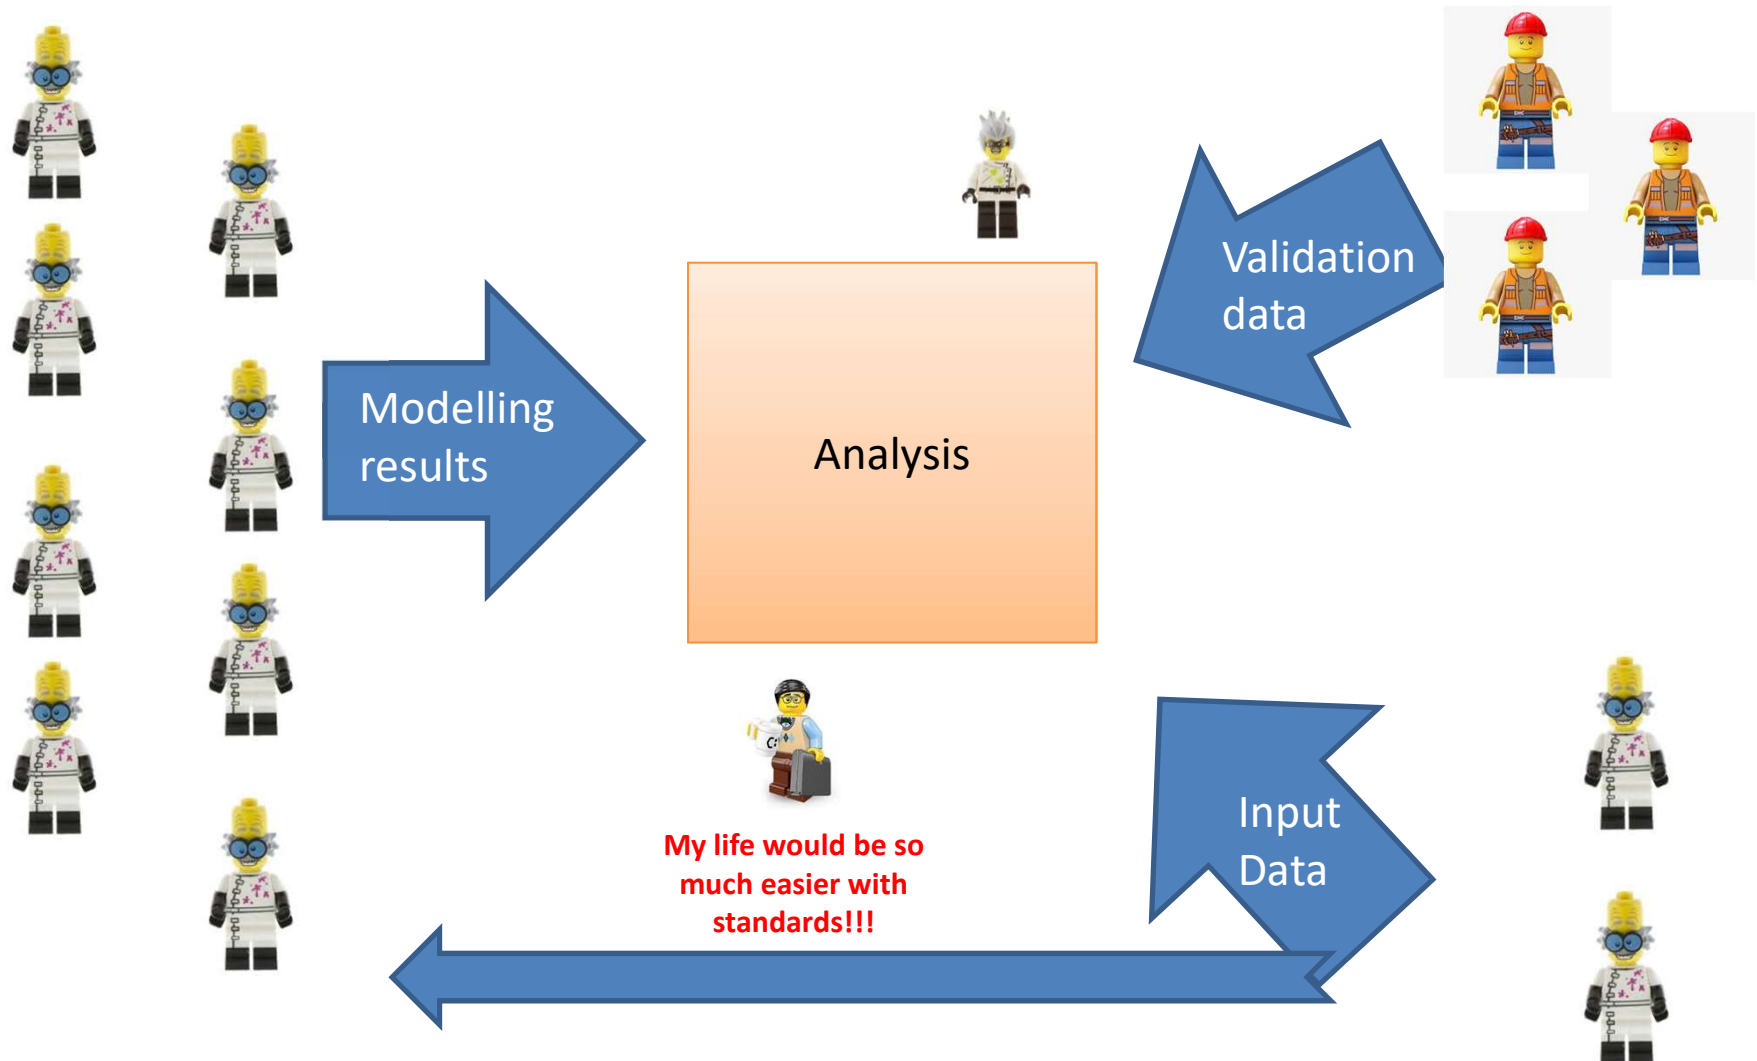 Validation
data
Modelling
results
Analysis
C:
Input
Data
My life would be so
much easier with
standards!!!